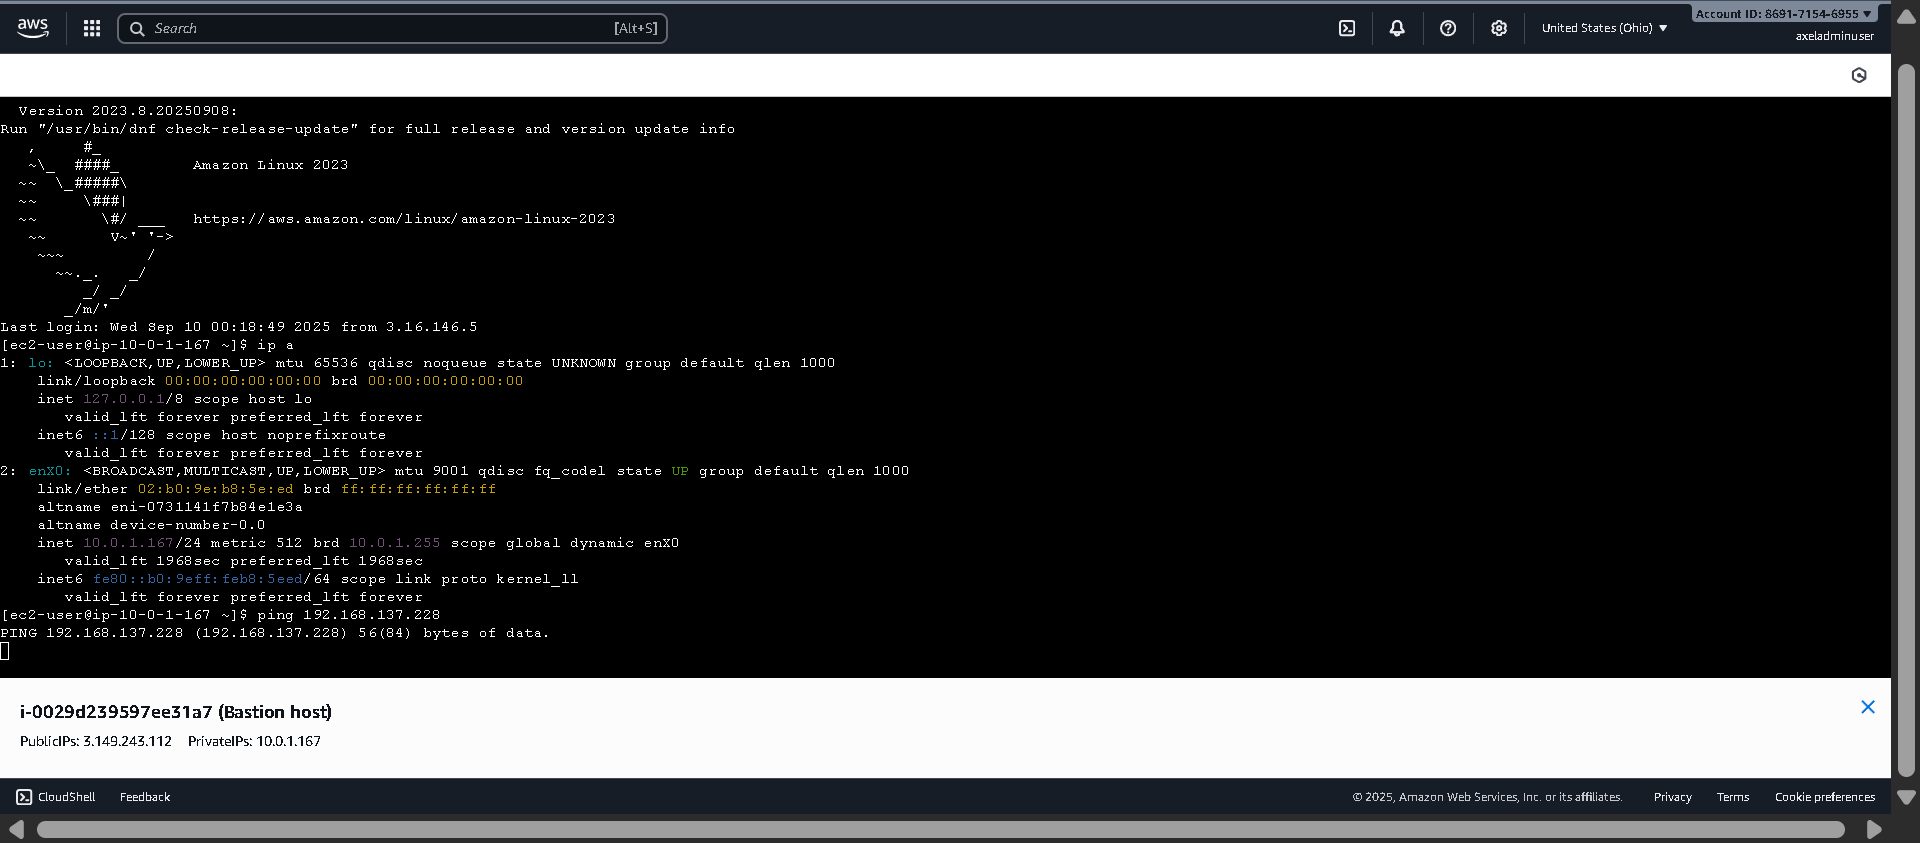 aws
Search
[Alt+S]
United States (Ohio)
Account ID: 8691-7154-6955
axeladminuser
  Version 2023.8.20250908:
Run "/usr/bin/dnf check-release-update" for full release and version update info
   ,     #_
   ~\_  ####_        Amazon Linux 2023
  ~~  \_#####\
  ~~     \###|
  ~~       \#/ ___   https://aws.amazon.com/linux/amazon-linux-2023
   ~~       V~' '->
    ~~~         /
      ~~._.   _/
         _/ _/
       _/m/'
Last login: Wed Sep 10 00:18:49 2025 from 3.16.146.5
[ec2-user@ip-10-0-1-167 ~]$ ip a
1: lo: <LOOPBACK,UP,LOWER_UP> mtu 65536 qdisc noqueue state UNKNOWN group default qlen 1000
    link/loopback 00:00:00:00:00:00 brd 00:00:00:00:00:00
    inet 127.0.0.1/8 scope host lo
       valid_lft forever preferred_lft forever
    inet6 ::1/128 scope host noprefixroute
       valid_lft forever preferred_lft forever
2: enX0: <BROADCAST,MULTICAST,UP,LOWER_UP> mtu 9001 qdisc fq_codel state UP group default qlen 1000
    link/ether 02:b0:9e:b8:5e:ed brd ff:ff:ff:ff:ff:ff
    altname eni-0731141f7b84e1e3a
    altname device-number-0.0
    inet 10.0.1.167/24 metric 512 brd 10.0.1.255 scope global dynamic enX0
       valid_lft 1968sec preferred_lft 1968sec
    inet6 fe80::b0:9eff:feb8:5eed/64 scope link proto kernel_ll
       valid_lft forever preferred_lft forever
[ec2-user@ip-10-0-1-167 ~]$ ping 192.168.137.228
PING 192.168.137.228 (192.168.137.228) 56(84) bytes of data.
i-0029d239597ee31a7 (Bastion host)
PublicIPs: 3.149.243.112 PrivateIPs: 10.0.1.167
CloudShell Feedback © 2025, Amazon Web Services, Inc. or its affiliates. Privacy Terms Cookie preferences